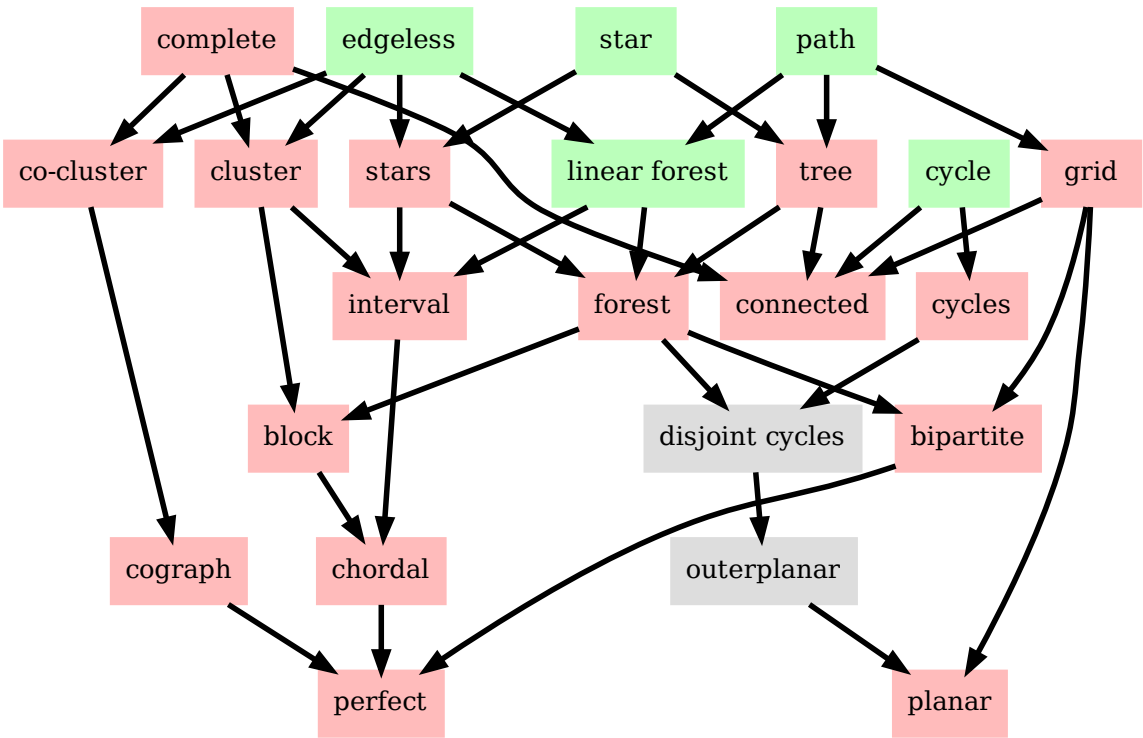 complete
edgeless
star
path
co-cluster
cluster
stars
linear forest
tree
cycle
grid
interval
forest
connected
cycles
block
disjoint cycles
bipartite
cograph
chordal
outerplanar
perfect
planar